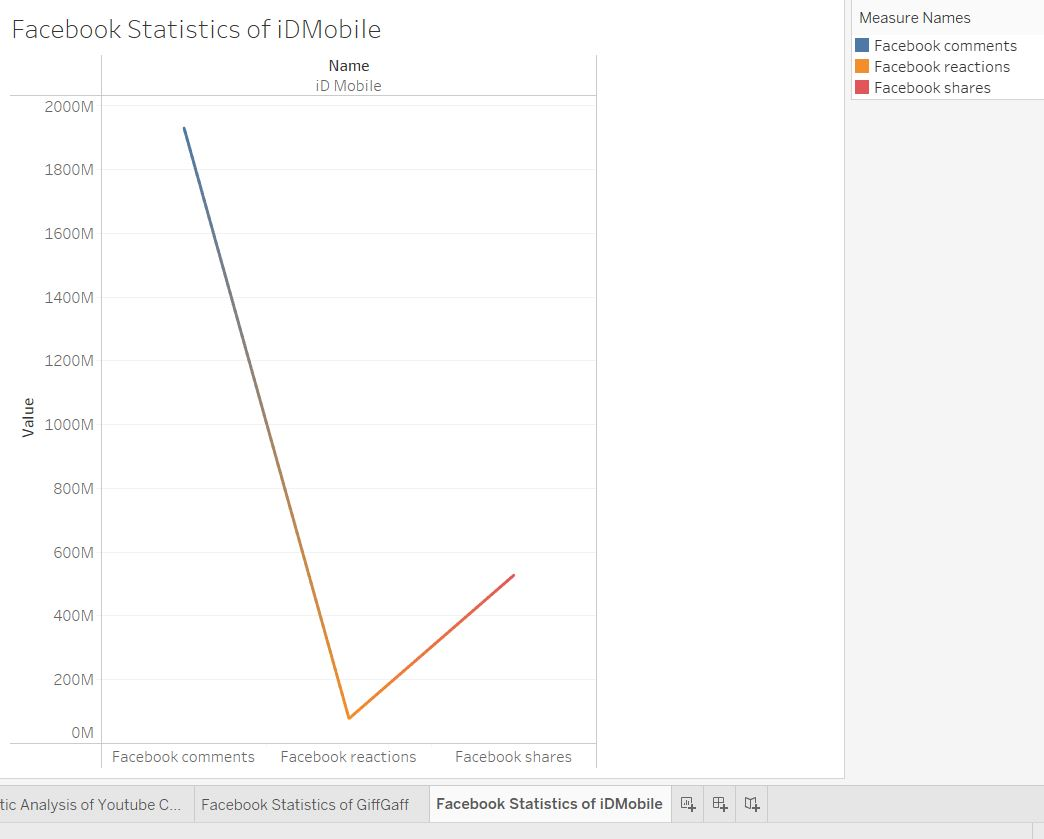 Facebook Statistics of iDMobile
Measure Names
Facebook comments
Facebook reactions
Facebook shares
Name
iD Mobile
2000M
1800M
1600M
1400M
1200M
1000M
800M
600M
400M
200M
0M
Value
Facebook comments Facebook reactions Facebook shares
tic Analysis of Youtube C... Facebook Statistics of GiffGaff Facebook Statistics of iDMobile